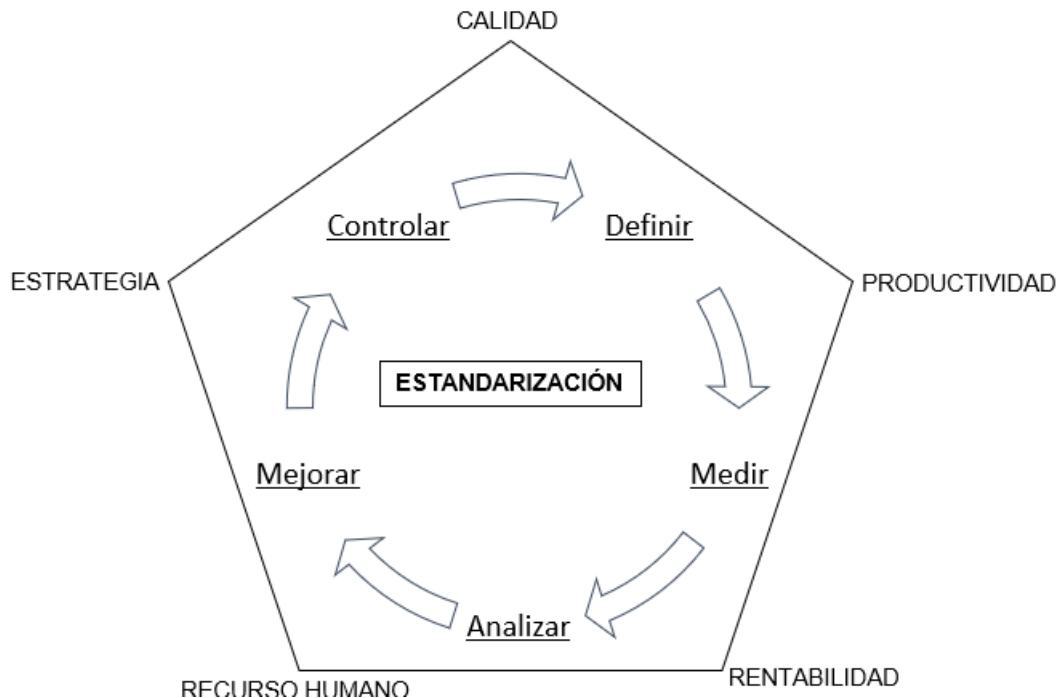 CALIDAD
Controlar
Definir
ESTRATEGIA
PRODUCTIVIDAD
ESTANDARIZACIÓN
Mejorar
Medir
Analizar
RENTABILIDAD
RECURSO HUMANO